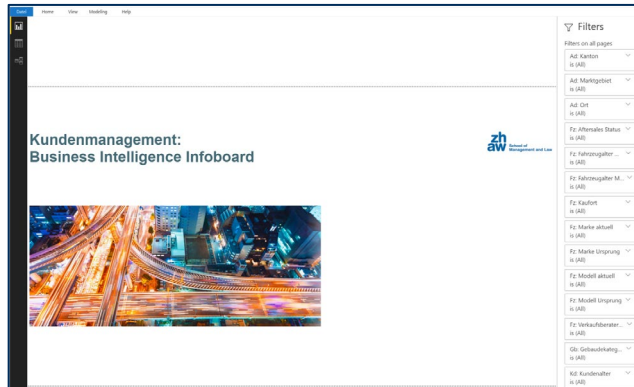 Datei Home View Modeling Help
Filters
Filters on all pages
Ad: Kanton
is (All)
Ad: Marktgebiet
is (All)
Ad: Ort
is (All)
Fz: Aftersales Status
is (All)
Fz: Fahrzeugalter ...
is (All)
Fz: Fahrzeugalter M...
is (All)
Fz: Kaufort
is (All)
Fz: Marke aktuell
is (All)
Fz: Marke Ursprung
is (All)
Fz: Modell aktuell
is (All)
Fz: Modell Ursprung
is (All)
Fz: Verkaufsberater...
is (All)
Gb: Gebaudekateg...
is (All)
Kd: Kundenalter
is (All)
Kundenmanagement:
Business Intelligence Infoboard
zh
aw
School of
Management and Law